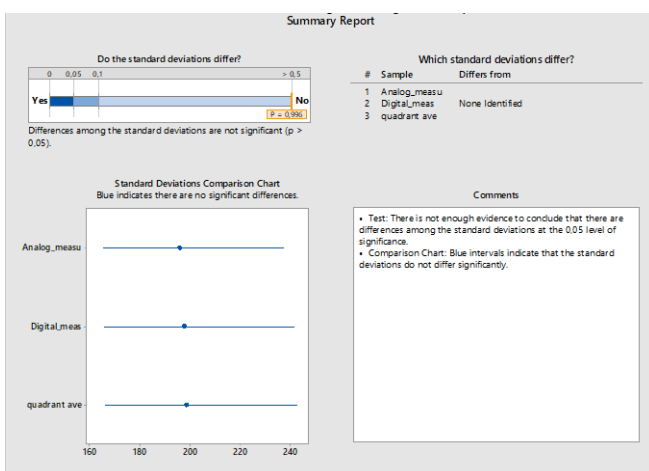 Summary Report
Do the standard deviations differ?
0 0,05 0,1 > 0,5
Yes No
P = 0,996
Differences among the standard deviations are not significant (p >
0,05).
Which standard deviations differ?
# Sample Differs from
1 Analog_measu
2 Digital_meas None Identified
3 quadrant ave
Standard Deviations Comparison Chart
Blue indicates there are no significant differences.
Analog_measu
Digital_meas
quadrant ave
160 180 200 220 240
Comments
• Test: There is not enough evidence to conclude that there are
differences among the standard deviations at the 0,05 level of
significance.
• Comparison Chart: Blue intervals indicate that the standard
deviations do not differ significantly.